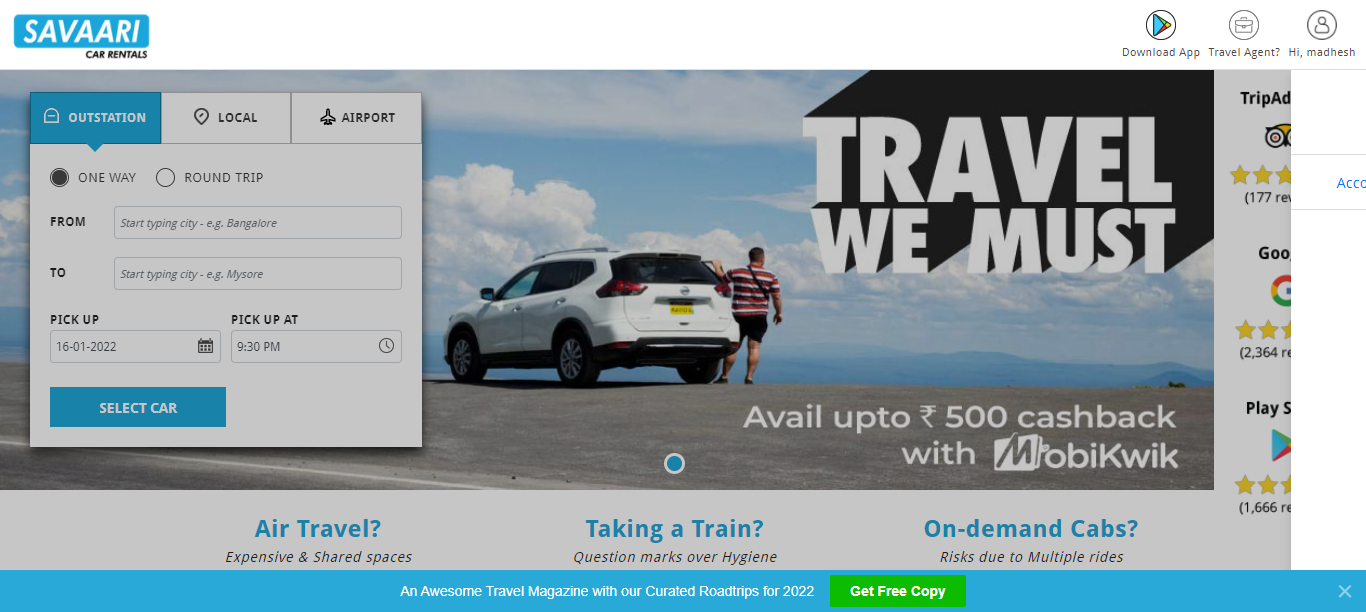 SAVAARI
CAR RENTALS
Download App
Travel Agent?
Hi, madhesh
OUTSTATION
LOCAL
AIRPORT
ONE WAY
ROUND TRIP
FROM
Start typing city - e.g. Bangalore
TO
Start typing city - e.g. Mysore
PICK UP
PICK UP AT
16-01-2022
9:30 PM
SELECT CAR
TRAVEL
WE MUST
Avail upto ₹ 500 cashback
with MobiKwik
TripAd
(177 rev
Acco
Goo
(2,364 re
Play S
(1,666 re
Air Travel?
Expensive & Shared spaces
Taking a Train?
Question marks over Hygiene
On-demand Cabs?
Risks due to Multiple rides
An Awesome Travel Magazine with our Curated Roadtrips for 2022
Get Free Copy